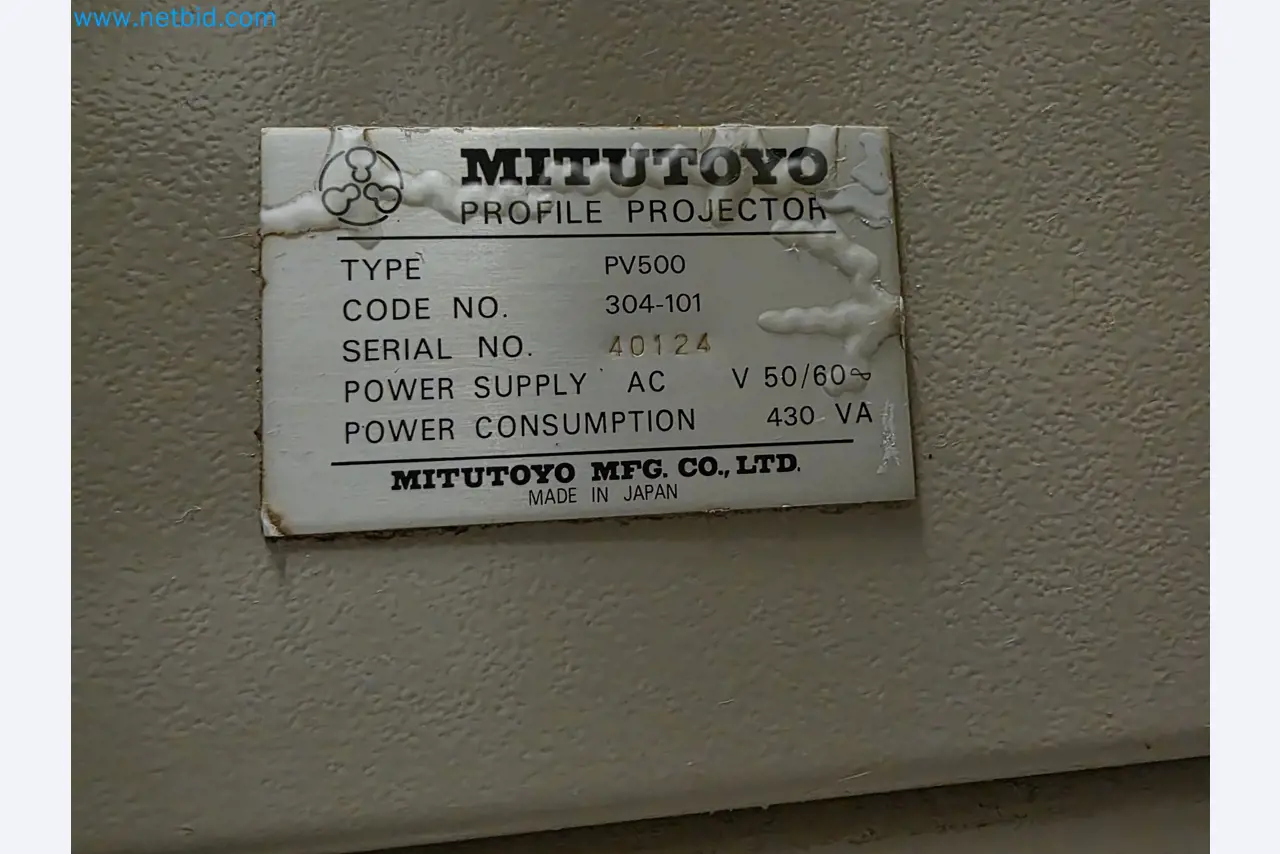 www.netbid.com
MITUTOYO
PROFILE PROJECTOR
TYPE PV500
CODE NO. 304-101
SERIAL NO. 40124
POWER SUPPLY AC V 50/60~
POWER CONSUMPTION 430 VA
MITUTOYO MFG. CO., LTD.
MADE IN JAPAN